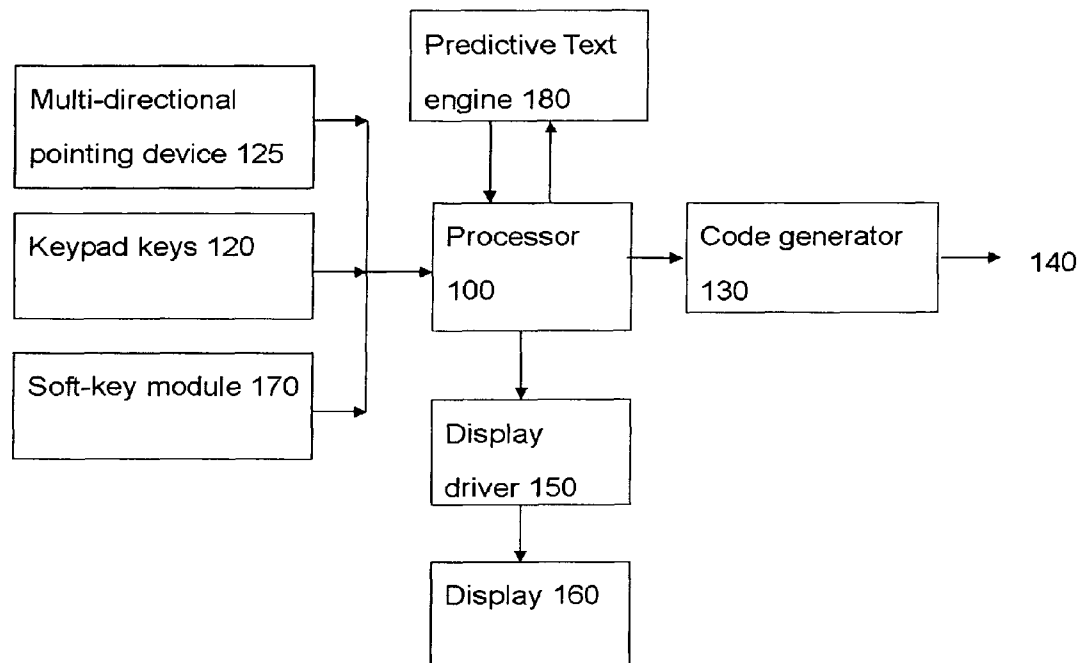 Predictive Text
engine 180
Multi-directional
pointing device 125
Keypad keys 120
Processor
100
Code generator
130
140
Soft-key module 170
Display
driver 150
Display 160